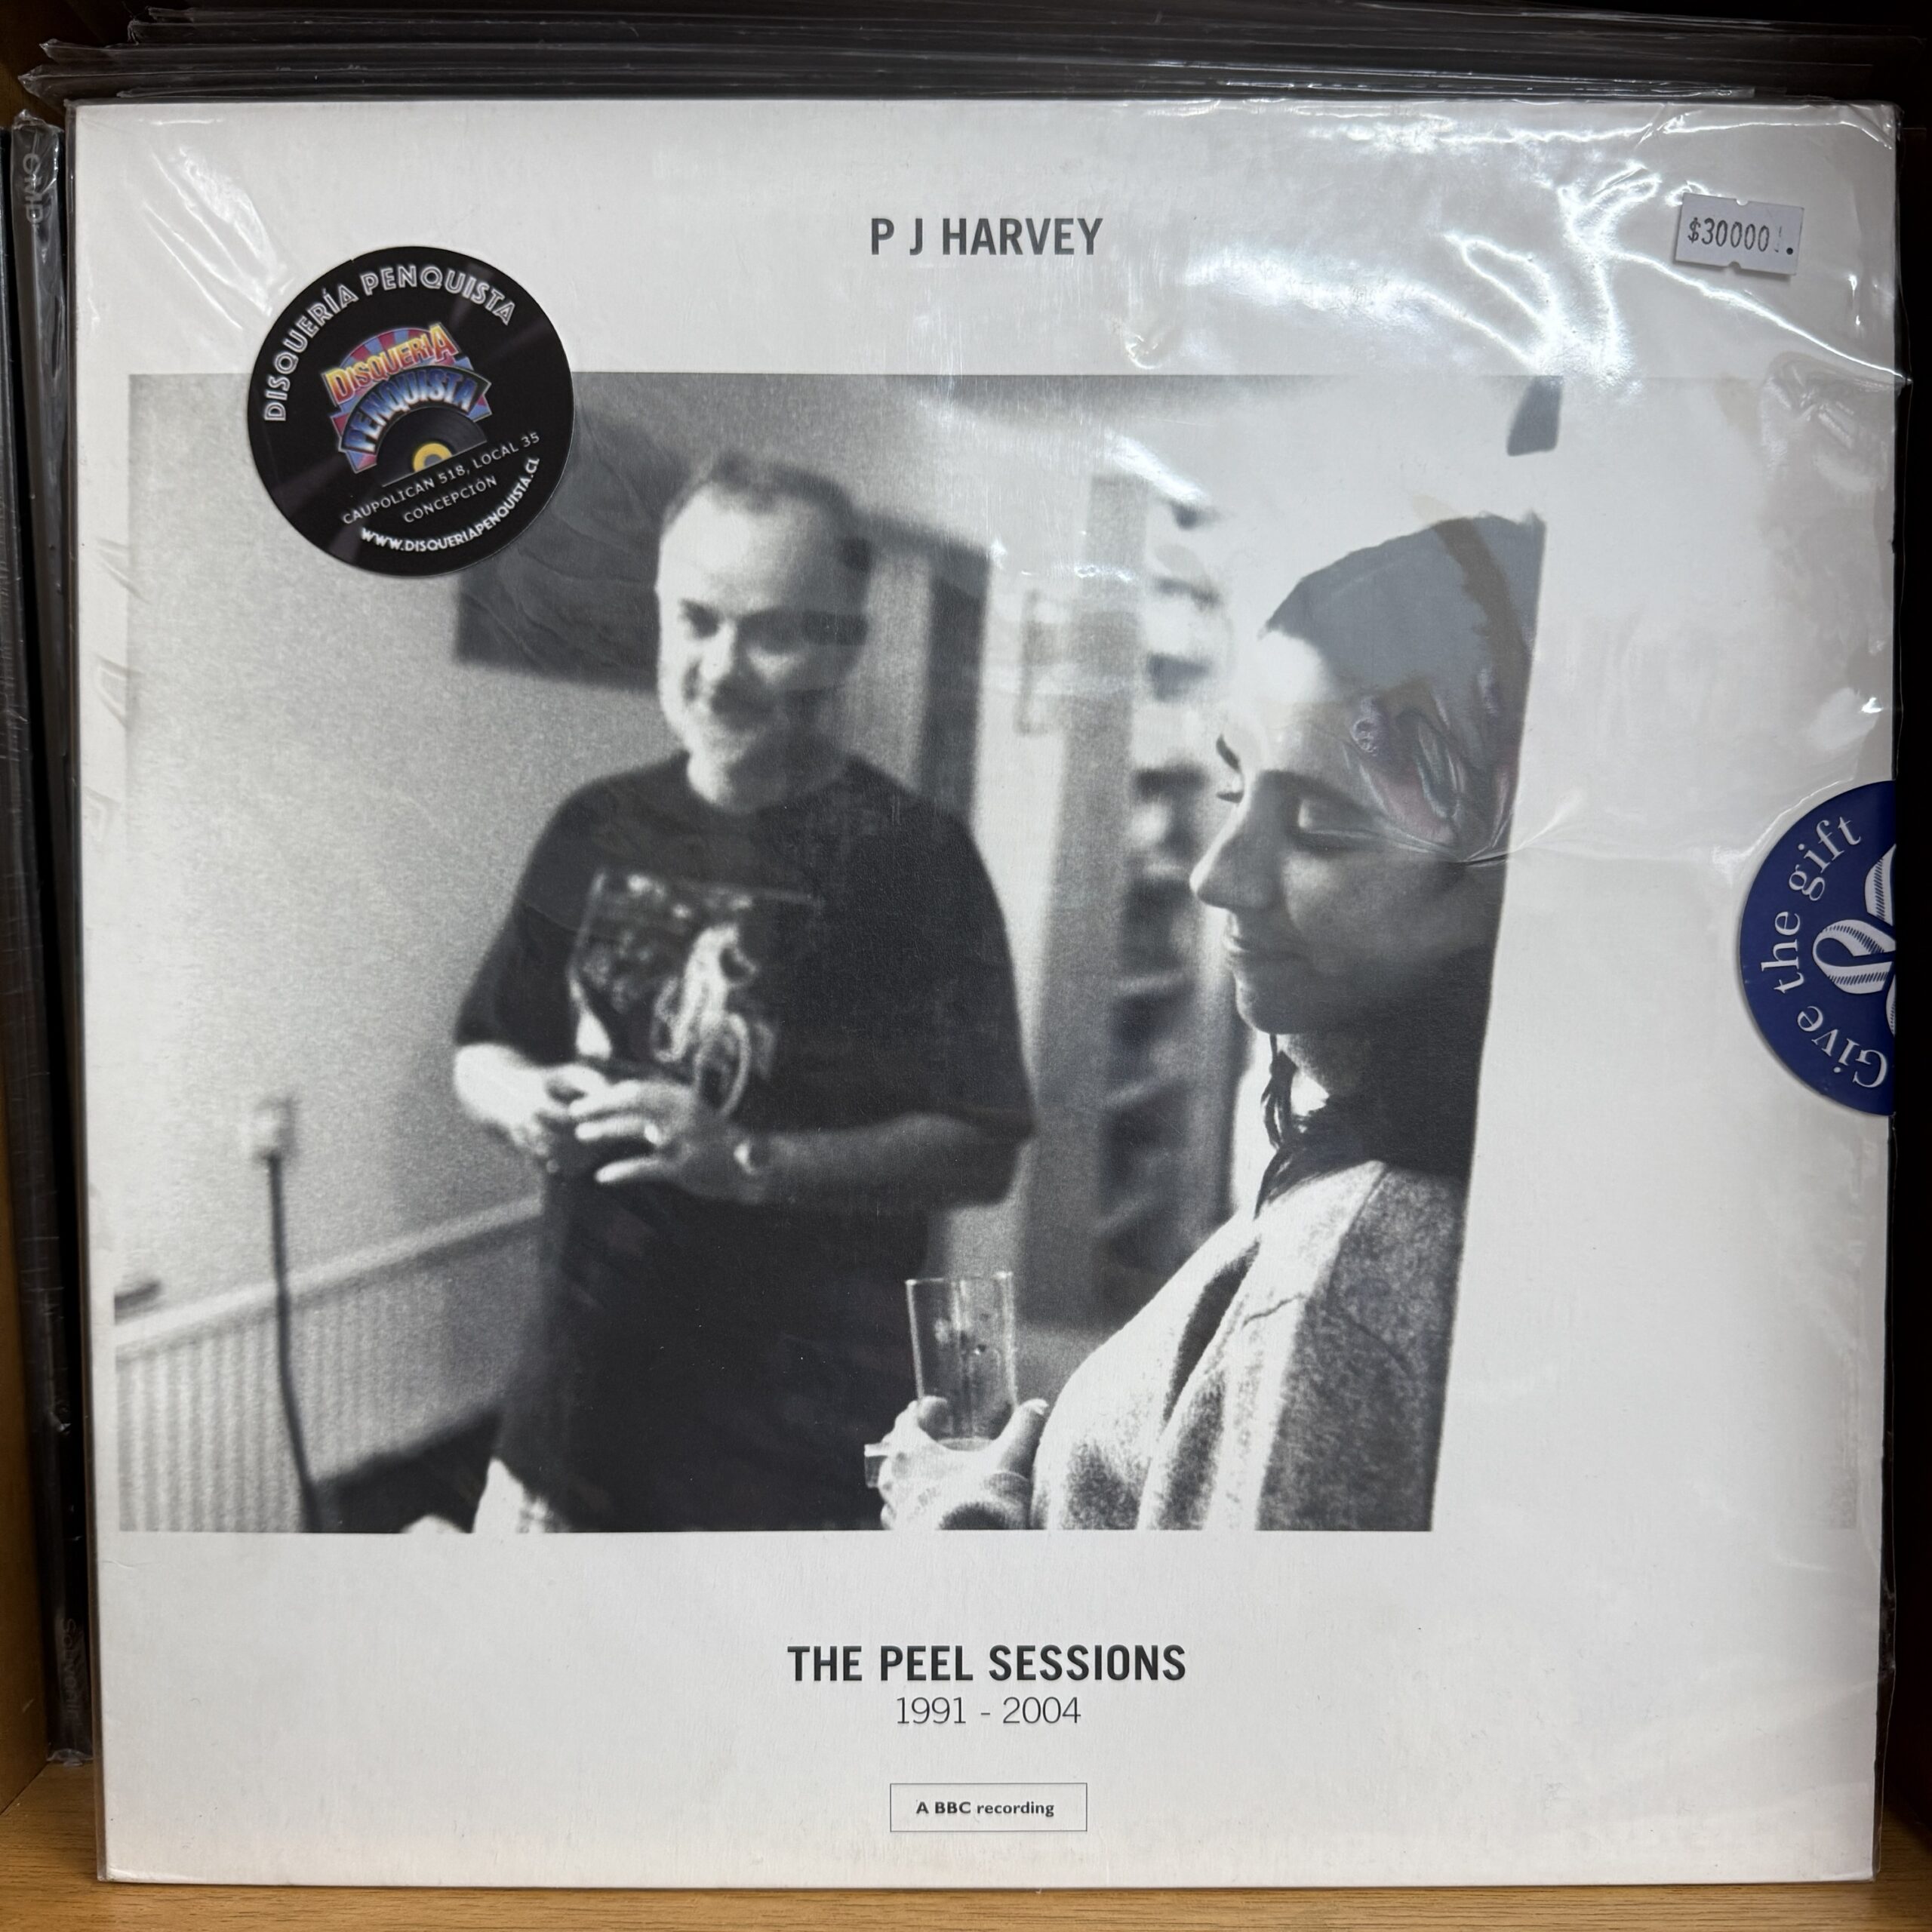 P J HARVEY
$30000.
DISQUERÍA PENQUISTA
DISQUERIA
PENQUISTA
CAUPOLICAN 518, LOCAL 35
CONCEPCIÓN
WWW.DISQUERIAPENQUISTA.CL
Give the gift
THE PEEL SESSIONS
1991 - 2004
A BBC recording